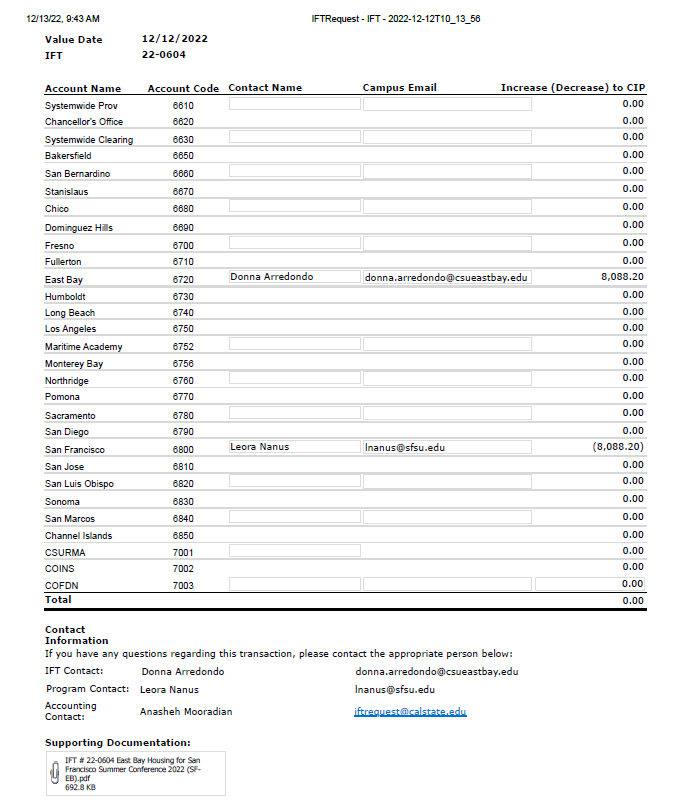 12/13/22, 9:43 AM IFTRequest - IFT - 2022-12-12T10_13_56
Value Date 12/12/2022
IFT 22-0604
Account Name Account Code Contact Name Campus Email Increase (Decrease) to CIP
Systemwide Prov 6610 0.00
Chancellor's Office 6620 0.00
Systemwide Clearing 6630 0.00
Bakersfield 6650 0.00
San Bernardino 6660 0.00
Stanislaus 6670 0.00
Chico 6680 0.00
Dominguez Hills 6690 0.00
Fresno 6700 0.00
Fullerton 6710 0.00
East Bay 6720 Donna Arredondo donna.arredondo@csueastbay.edu 8,088.20
Humboldt 6730 0.00
Long Beach 6740 0.00
Los Angeles 6750 0.00
Maritime Academy 6752 0.00
Monterey Bay 6756 0.00
Northridge 6760 0.00
Pomona 6770 0.00
Sacramento 6780 0.00
San Diego 6790 0.00
San Francisco 6800 Leora Nanus lnanus@sfsu.edu (8,088.20)
San Jose 6810 0.00
San Luis Obispo 6820 0.00
Sonoma 6830 0.00
San Marcos 6840 0.00
Channel Islands 6850 0.00
CSURMA 7001 0.00
COINS 7002 0.00
COFDN 7003 0.00
Total 0.00
Contact
Information
If you have any questions regarding this transaction, please contact the appropriate person below:
IFT Contact: Donna Arredondo donna.arredondo@csueastbay.edu
Program Contact: Leora Nanus lnanus@sfsu.edu
Accounting
Contact: Anasheh Mooradian iftrequest@calstate.edu
Supporting Documentation:
IFT # 22-0604 East Bay Housing for San
Francisco Summer Conference 2022 (SF-
EB).pdf
692.8 KB